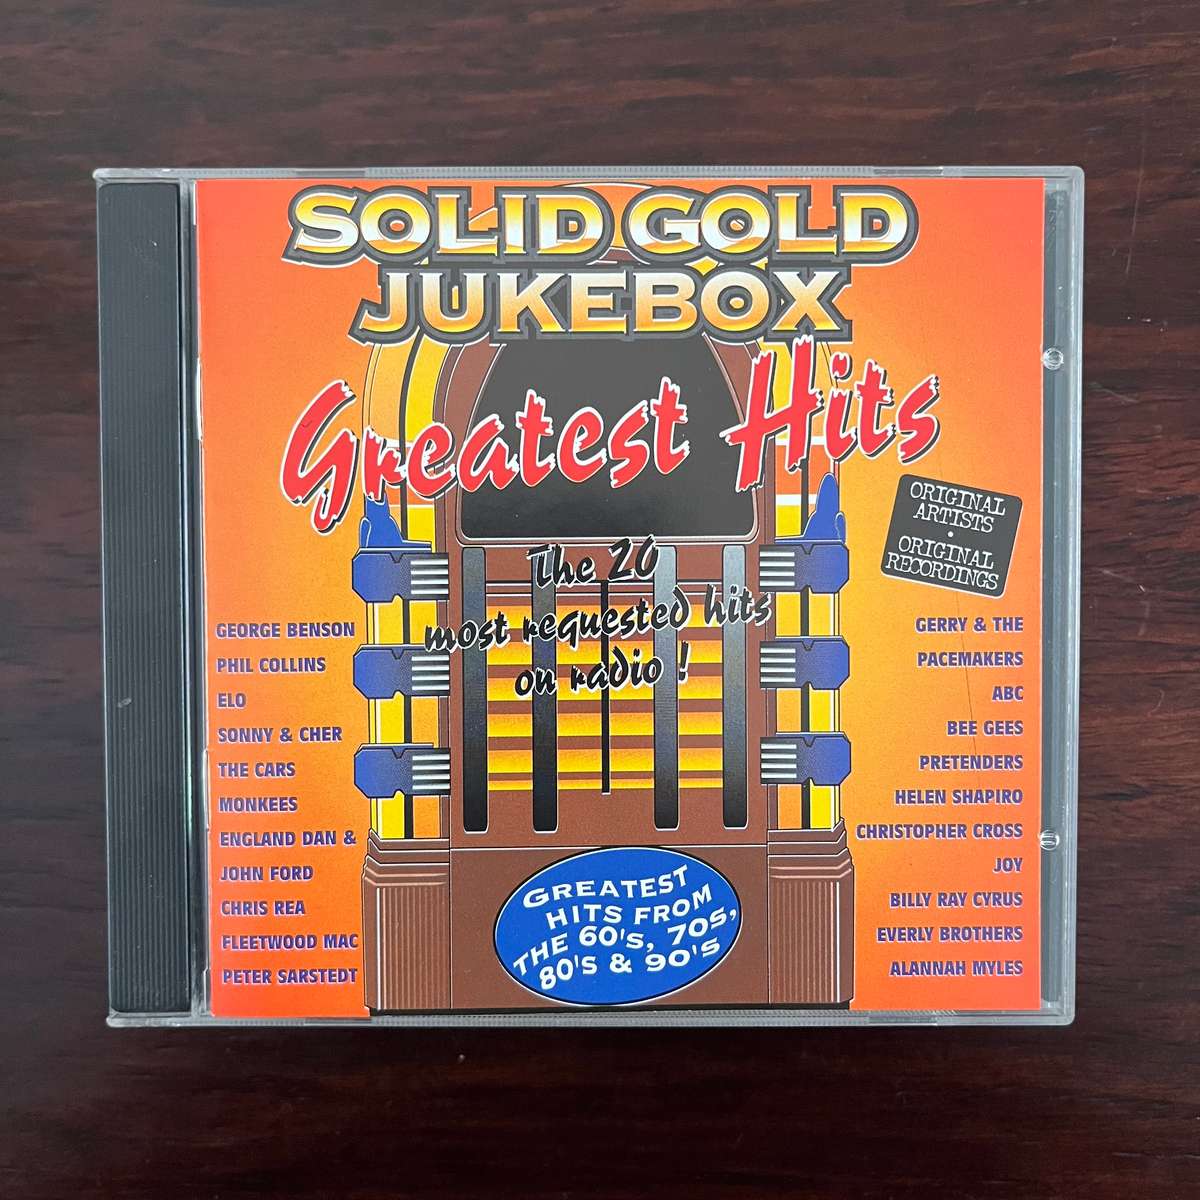 SOLID GOLD
JUKEBOX
Greatest Hits
ORIGINAL
ARTISTS
•
ORIGINAL
RECORDINGS
The 20
most requested hits
on radio !
GEORGE BENSON
PHIL COLLINS
ELO
SONNY & CHER
THE CARS
MONKEES
ENGLAND DAN &
JOHN FORD
CHRIS REA
FLEETWOOD MAC
PETER SARSTEDT
GERRY & THE
PACEMAKERS
ABC
BEE GEES
PRETENDERS
HELEN SHAPIRO
CHRISTOPHER CROSS
JOY
BILLY RAY CYRUS
EVERLY BROTHERS
ALANNAH MYLES
GREATEST
HITS FROM
THE 60'S, 70S,
80'S & 90'S